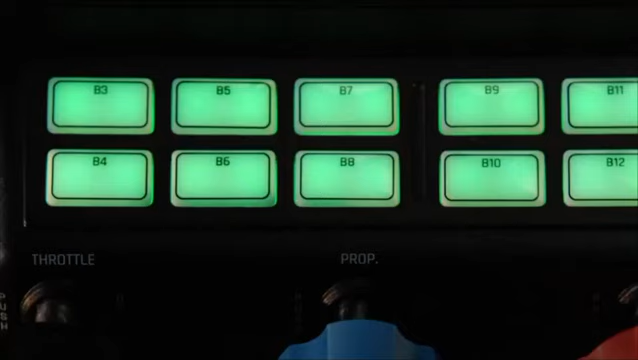 B3 B5 B7 B9 B11
B4 B6 B8 B10 B12
THROTTLE PROP.
PUSH